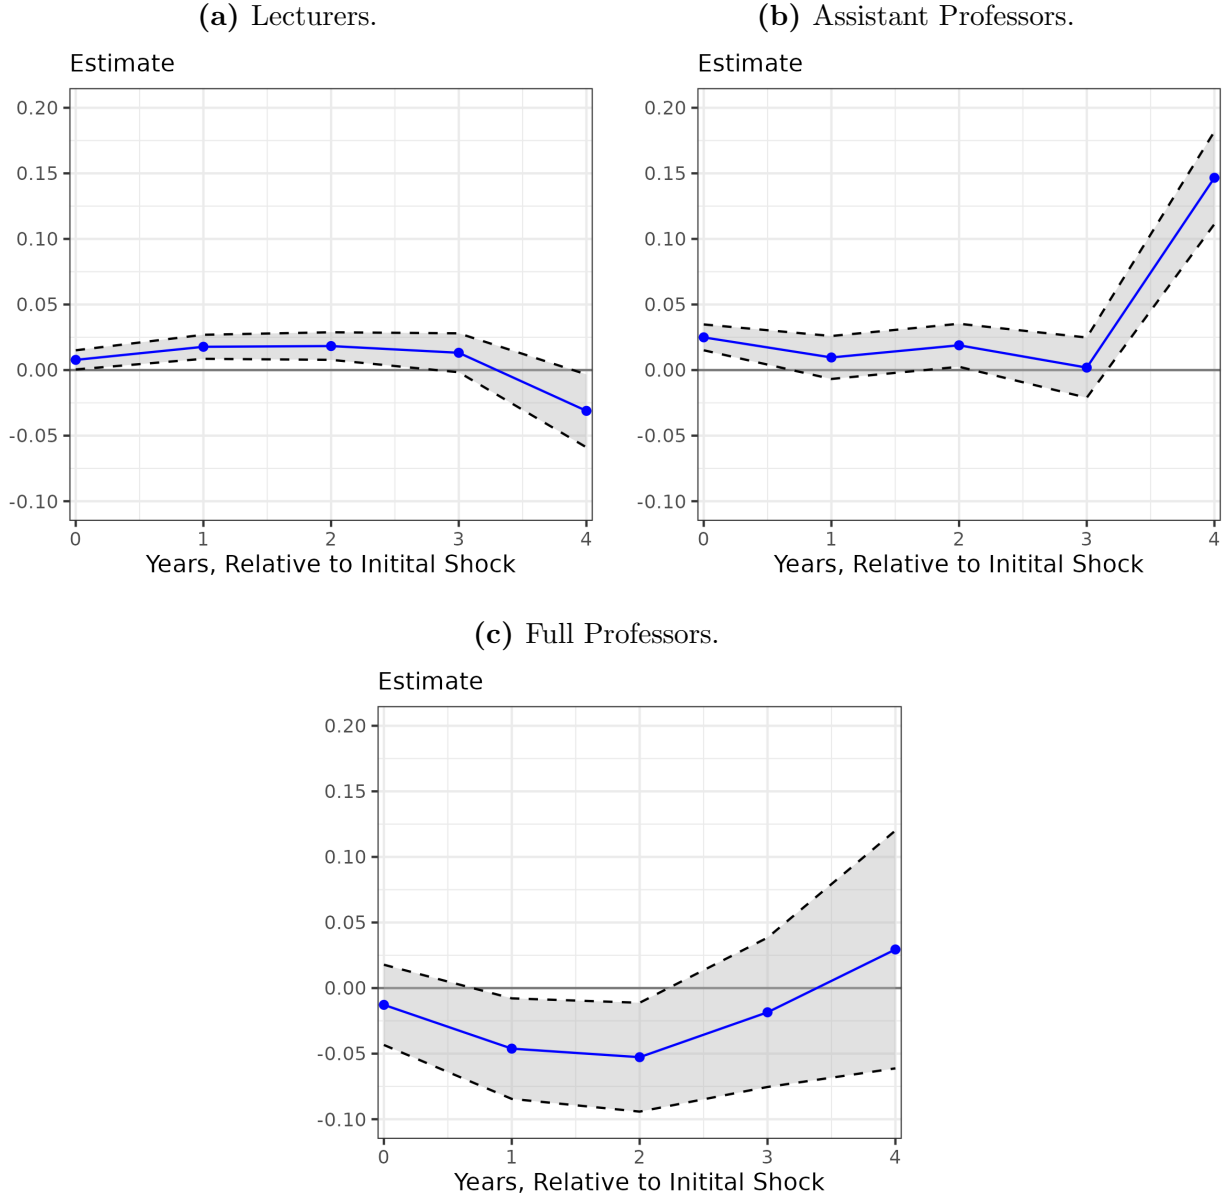 (a) Lecturers.
Estimate
0.20
0.15
0.10
0.05
0.00
-0.05
-0.10
0 1 2 3 4
Years, Relative to Initital Shock
(b) Assistant Professors.
Estimate
0.20
0.15
0.10
0.05
0.00
-0.05
-0.10
0 1 2 3 4
Years, Relative to Initital Shock
(c) Full Professors.
Estimate
0.20
0.15
0.10
0.05
0.00
-0.05
-0.10
0 1 2 3 4
Years, Relative to Initital Shock